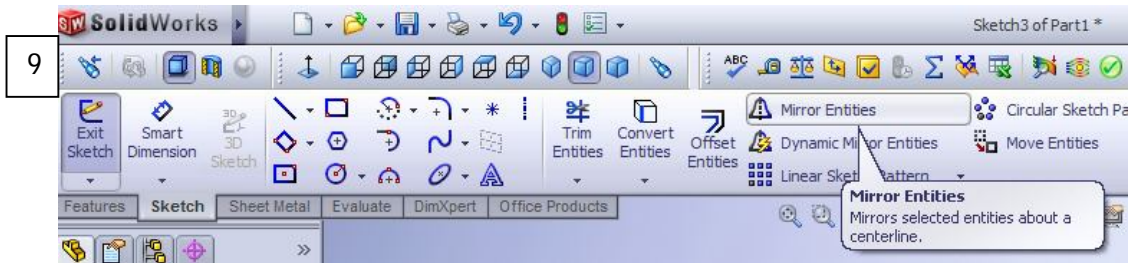 SolidWorks
Sketch3 of Part1 *
9
ABC
Exit Sketch
Smart Dimension
3D
3D Sketch
Trim Entities
Convert Entities
Offset Entities
Mirror Entities
Circular Sketch Pa
Dynamic Mirror Entities
Move Entities
Linear Sketch Pattern
Mirror Entities
Mirrors selected entities about a
centerline.
Features
Sketch
Sheet Metal
Evaluate
DimXpert
Office Products